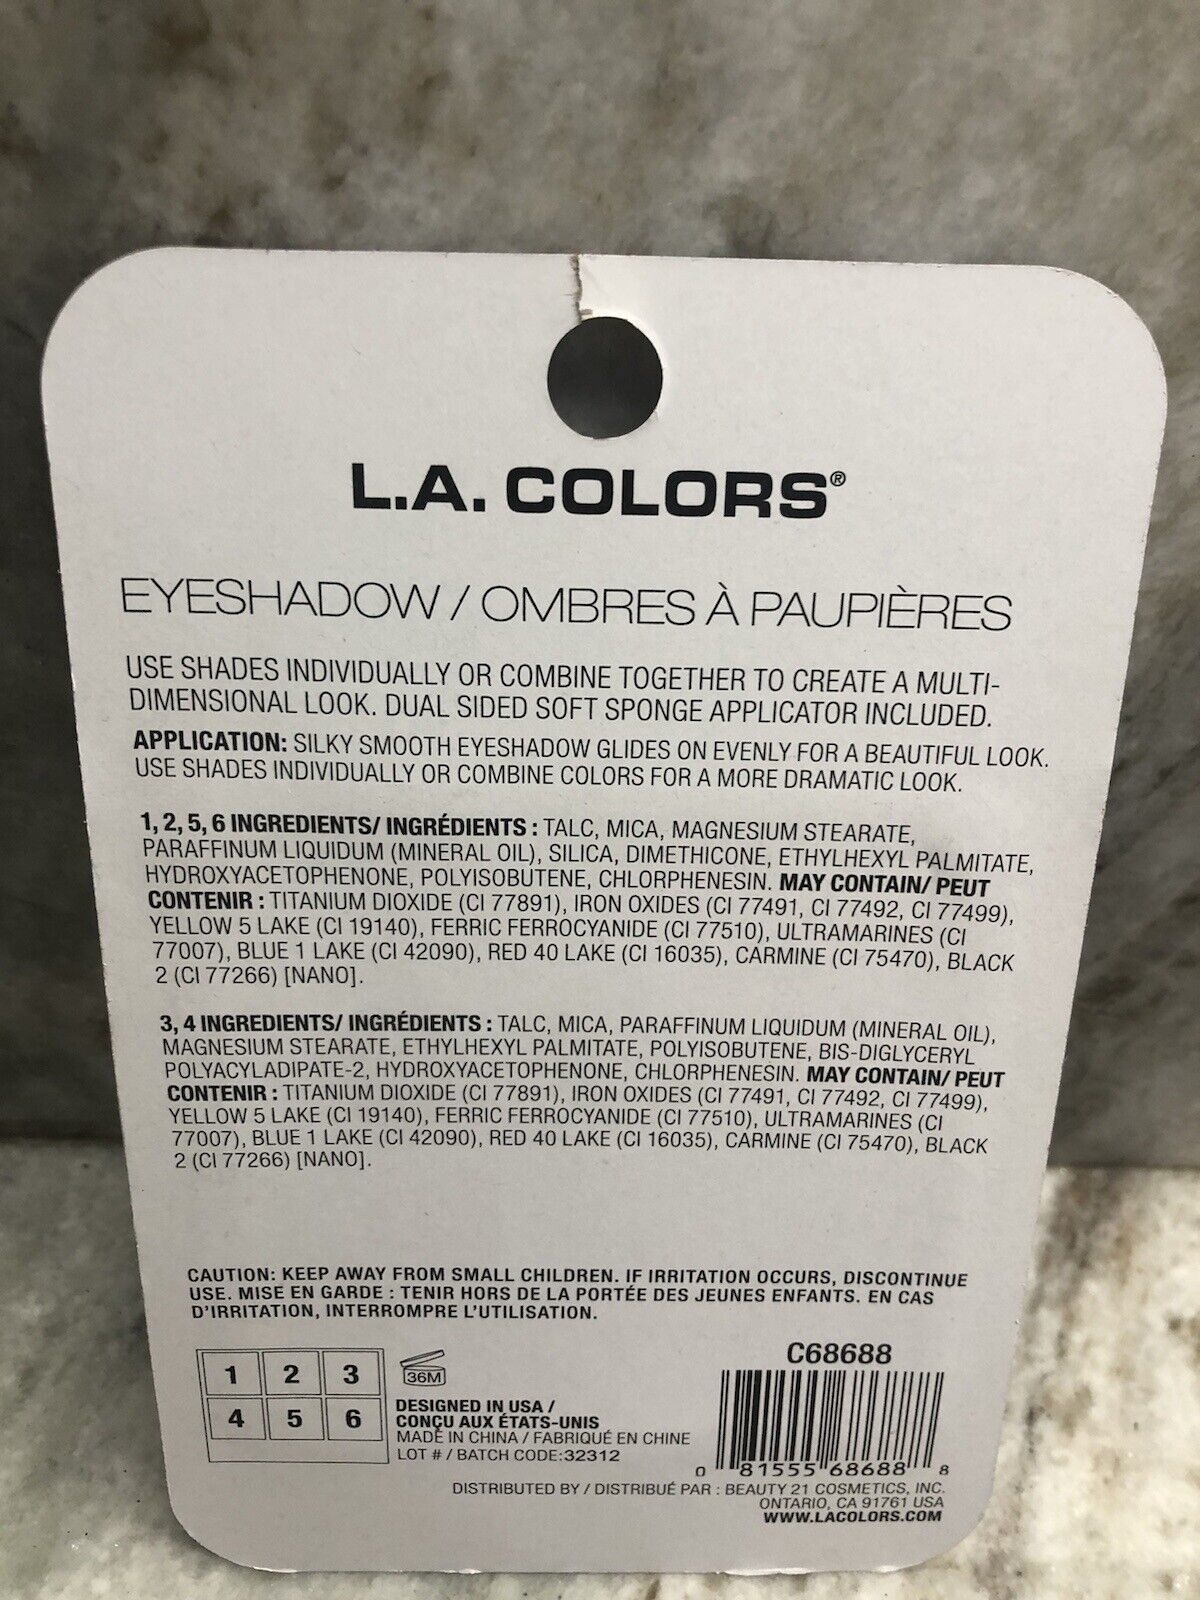 L.A. COLORS®
EYESHADOW / OMBRES À PAUPIÈRES
USE SHADES INDIVIDUALLY OR COMBINE TOGETHER TO CREATE A MULTI-
DIMENSIONAL LOOK. DUAL SIDED SOFT SPONGE APPLICATOR INCLUDED.
APPLICATION: SILKY SMOOTH EYESHADOW GLIDES ON EVENLY FOR A BEAUTIFUL LOOK.
USE SHADES INDIVIDUALLY OR COMBINE COLORS FOR A MORE DRAMATIC LOOK.
1, 2, 5, 6 INGREDIENTS/ INGRÉDIENTS : TALC, MICA, MAGNESIUM STEARATE,
PARAFFINUM LIQUIDUM (MINERAL OIL), SILICA, DIMETHICONE, ETHYLHEXYL PALMITATE,
HYDROXYACETOPHENONE, POLYISOBUTENE, CHLORPHENESIN. MAY CONTAIN/ PEUT
CONTENIR : TITANIUM DIOXIDE (CI 77891), IRON OXIDES (CI 77491, CI 77492, CI 77499),
YELLOW 5 LAKE (CI 19140), FERRIC FERROCYANIDE (CI 77510), ULTRAMARINES (CI
77007), BLUE 1 LAKE (CI 42090), RED 40 LAKE (CI 16035), CARMINE (CI 75470), BLACK
2 (CI 77266) [NANO].
3, 4 INGREDIENTS/ INGRÉDIENTS : TALC, MICA, PARAFFINUM LIQUIDUM (MINERAL OIL),
MAGNESIUM STEARATE, ETHYLHEXYL PALMITATE, POLYISOBUTENE, BIS-DIGLYCERYL
POLYACYLADIPATE-2, HYDROXYACETOPHENONE, CHLORPHENESIN. MAY CONTAIN/ PEUT
CONTENIR : TITANIUM DIOXIDE (CI 77891), IRON OXIDES (CI 77491, CI 77492, CI 77499),
YELLOW 5 LAKE (CI 19140), FERRIC FERROCYANIDE (CI 77510), ULTRAMARINES (CI
77007), BLUE 1 LAKE (CI 42090), RED 40 LAKE (CI 16035), CARMINE (CI 75470), BLACK
2 (CI 77266) [NANO].
CAUTION: KEEP AWAY FROM SMALL CHILDREN. IF IRRITATION OCCURS, DISCONTINUE
USE. MISE EN GARDE : TENIR HORS DE LA PORTÉE DES JEUNES ENFANTS. EN CAS
D'IRRITATION, INTERROMPRE L'UTILISATION.
1 2 3
4 5 6
36M
DESIGNED IN USA /
CONÇU AUX ÉTATS-UNIS
MADE IN CHINA / FABRIQUÉ EN CHINE
LOT # / BATCH CODE:32312
C68688
0 81555 68688 8
DISTRIBUTED BY / DISTRIBUÉ PAR : BEAUTY 21 COSMETICS, INC.
ONTARIO, CA 91761 USA
WWW.LACOLORS.COM